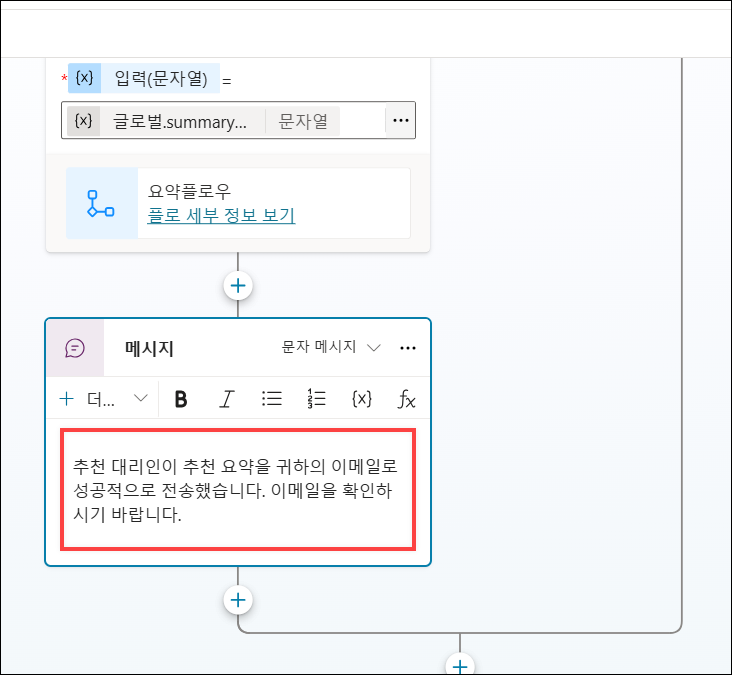 * {x} 입력(문자열) =
{x} 글로벌.summary... 문자열 ...
요약플로우
플로 세부 정보 보기
메시지 문자 메시지 ...
+ 더... B I {x} fx
추천 대리인이 추천 요약을 귀하의 이메일로
성공적으로 전송했습니다. 이메일을 확인하
시기 바랍니다.